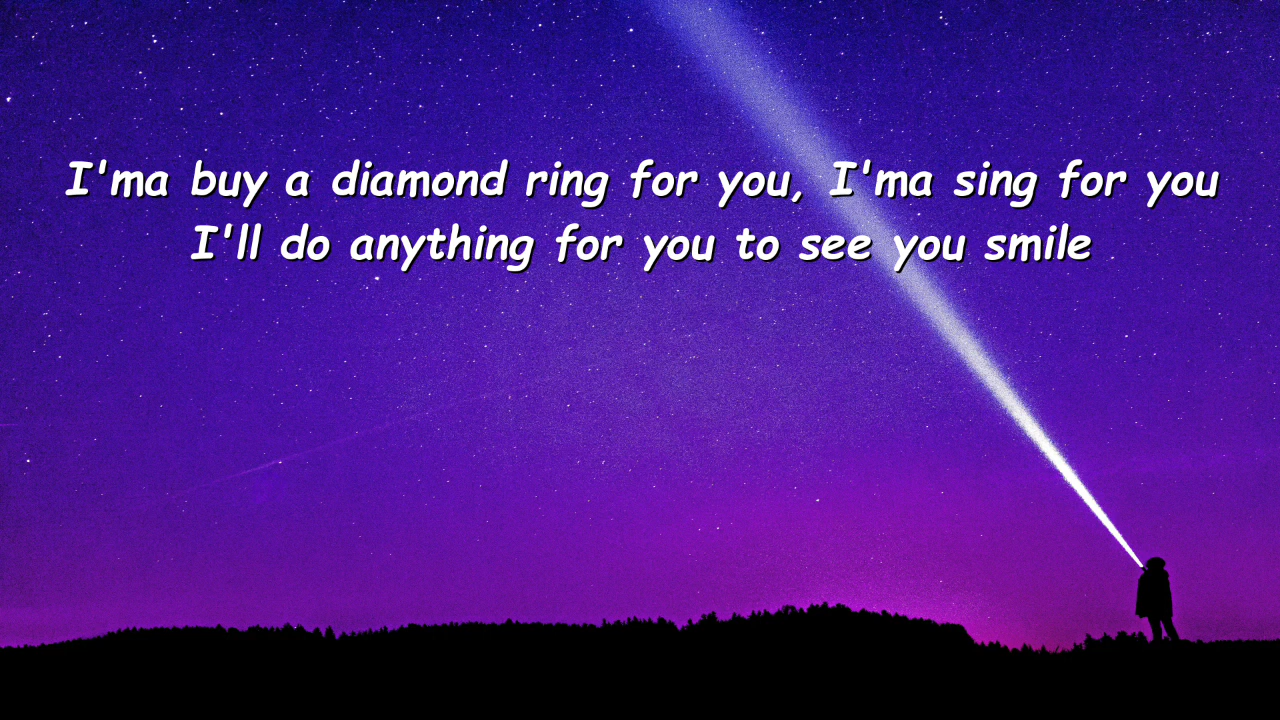 I'ma buy a diamond ring for you, I'ma sing for you
I'll do anything for you to see you smile